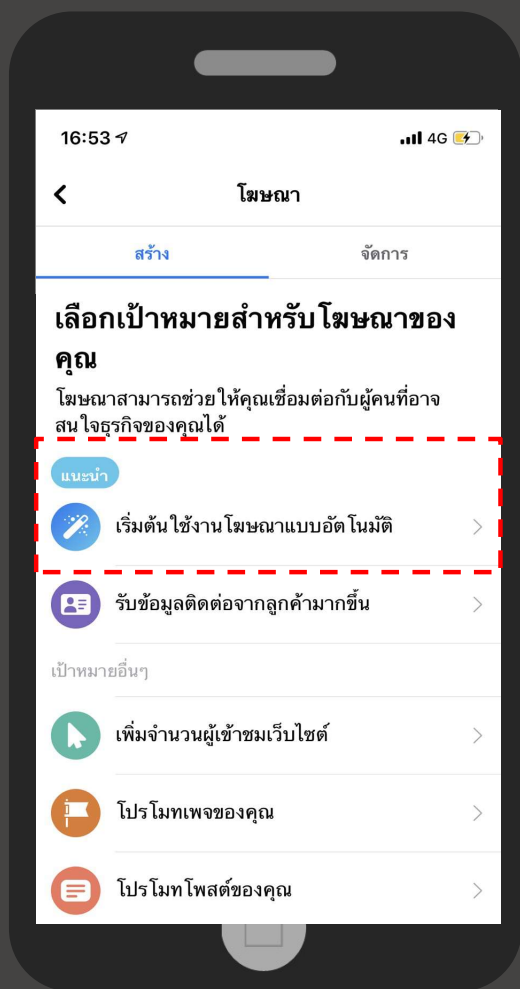 16:53
4G
โฆษณา
สร้าง
จัดการ
เลือกเป้าหมายสำหรับโฆษณาของ
คุณ
โฆษณาสามารถช่วยให้คุณเชื่อมต่อกับผู้คนที่อาจ
สนใจธุรกิจของคุณได้
แนะนำ
เริ่มต้นใช้งานโฆษณาแบบอัตโนมัติ
รับข้อมูลติดต่อจากลูกค้ามากขึ้น
เป้าหมายอื่นๆ
เพิ่มจำนวนผู้เข้าชมเว็บไซต์
โปรโมทเพจของคุณ
โปรโมทโพสต์ของคุณ